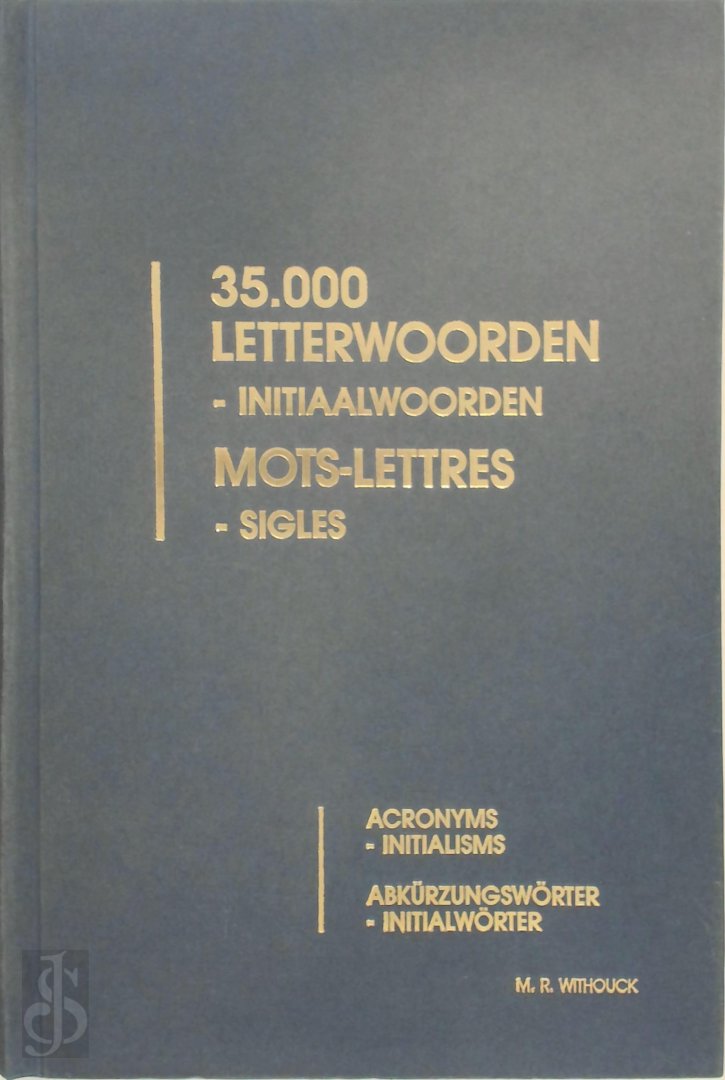 35.000
LETTERWOORDEN
- INITIAALWOORDEN
MOTS-LETTRES
- SIGLES
ACRONYMS
- INITIALISMS
ABKÜRZUNGSWÖRTER
- INITIALWÖRTER
M. R. WITHOUCK